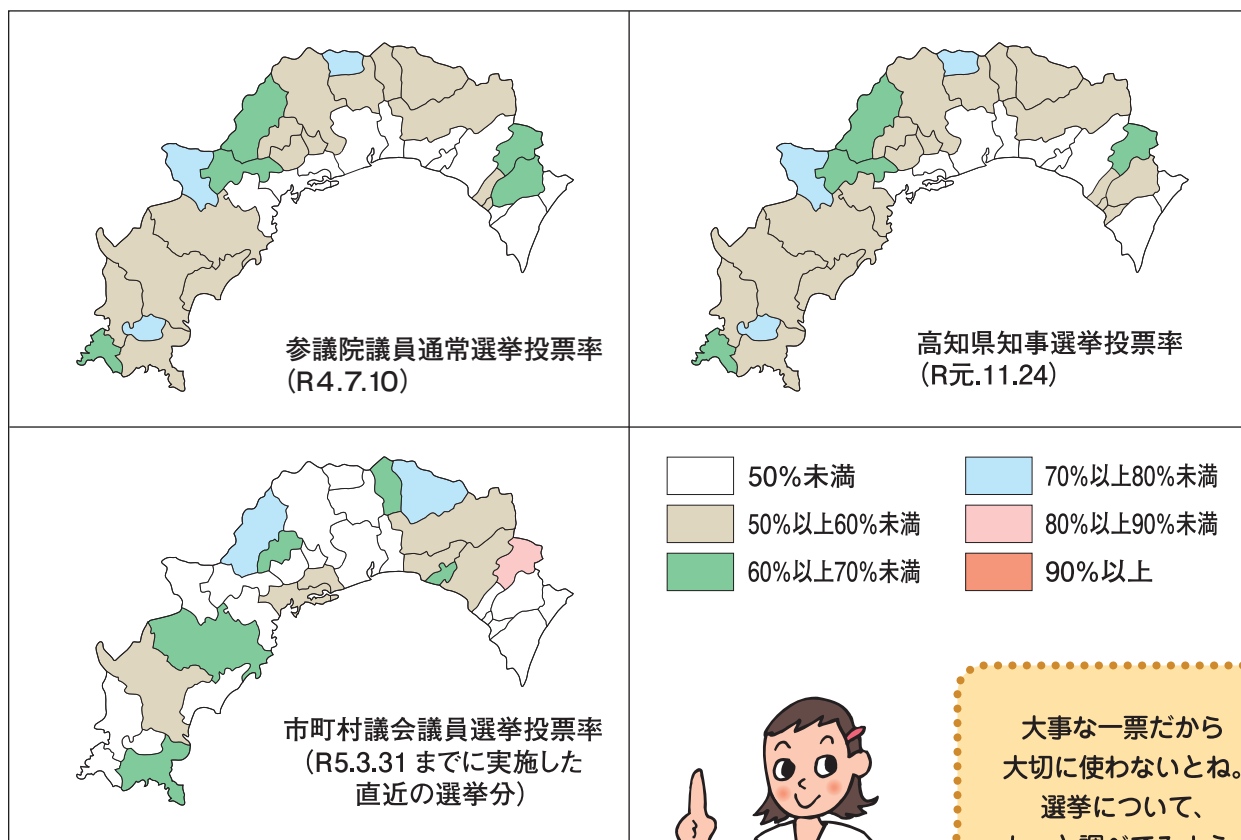 参議院議員通常選挙投票率
(R4.7.10)
高知県知事選挙投票率
(R元.11.24)
市町村議会議員選挙投票率
(R5.3.31 までに実施した
直近の選挙分)
50%未満
50%以上60%未満
60%以上70%未満
70%以上80%未満
80%以上90%未満
90%以上
大事な一票だから
大切に使わないとね。
選挙について、